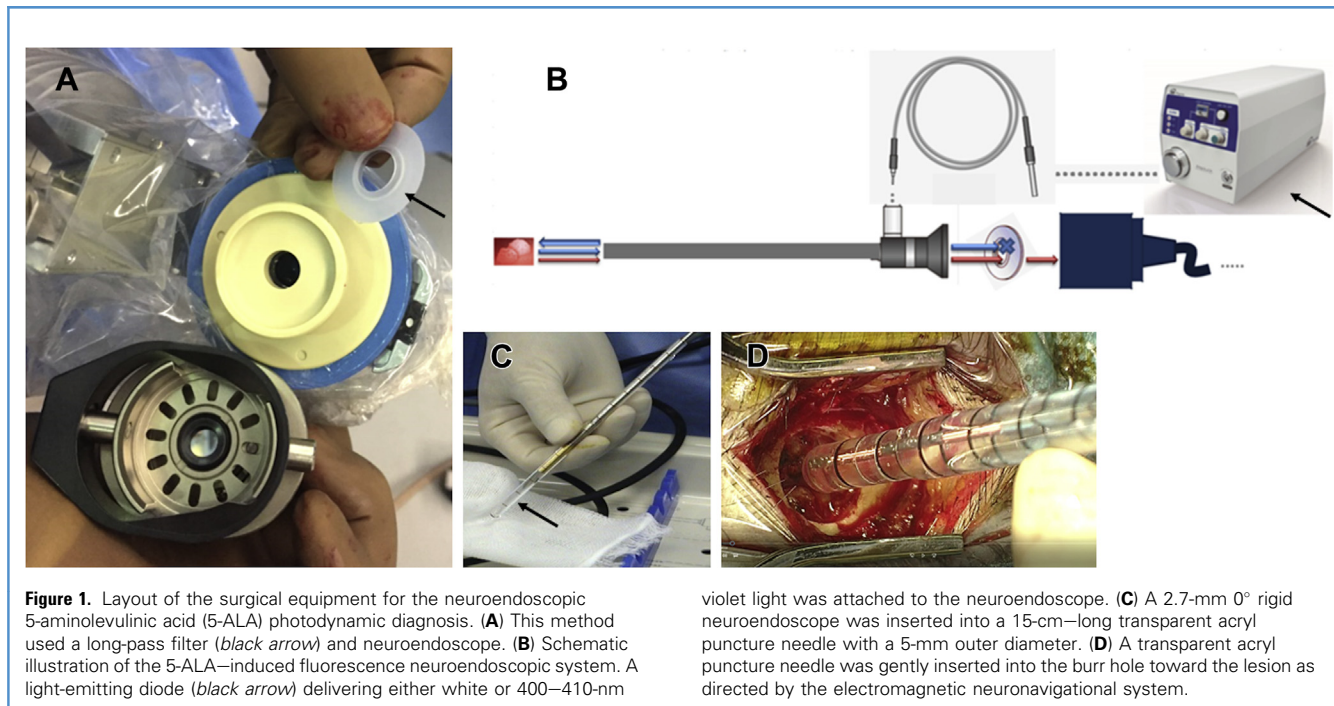 A
B
C
D
Figure 1. Layout of the surgical equipment for the neuroendoscopic
5-aminolevulinic acid (5-ALA) photodynamic diagnosis. (A) This method
used a long-pass filter (black arrow) and neuroendoscope. (B) Schematic
illustration of the 5-ALA–induced fluorescence neuroendoscopic system. A
light-emitting diode (black arrow) delivering either white or 400–410-nm
violet light was attached to the neuroendoscope. (C) A 2.7-mm 0° rigid
neuroendoscope was inserted into a 15-cm–long transparent acryl
puncture needle with a 5-mm outer diameter. (D) A transparent acryl
puncture needle was gently inserted into the burr hole toward the lesion as
directed by the electromagnetic neuronavigational system.